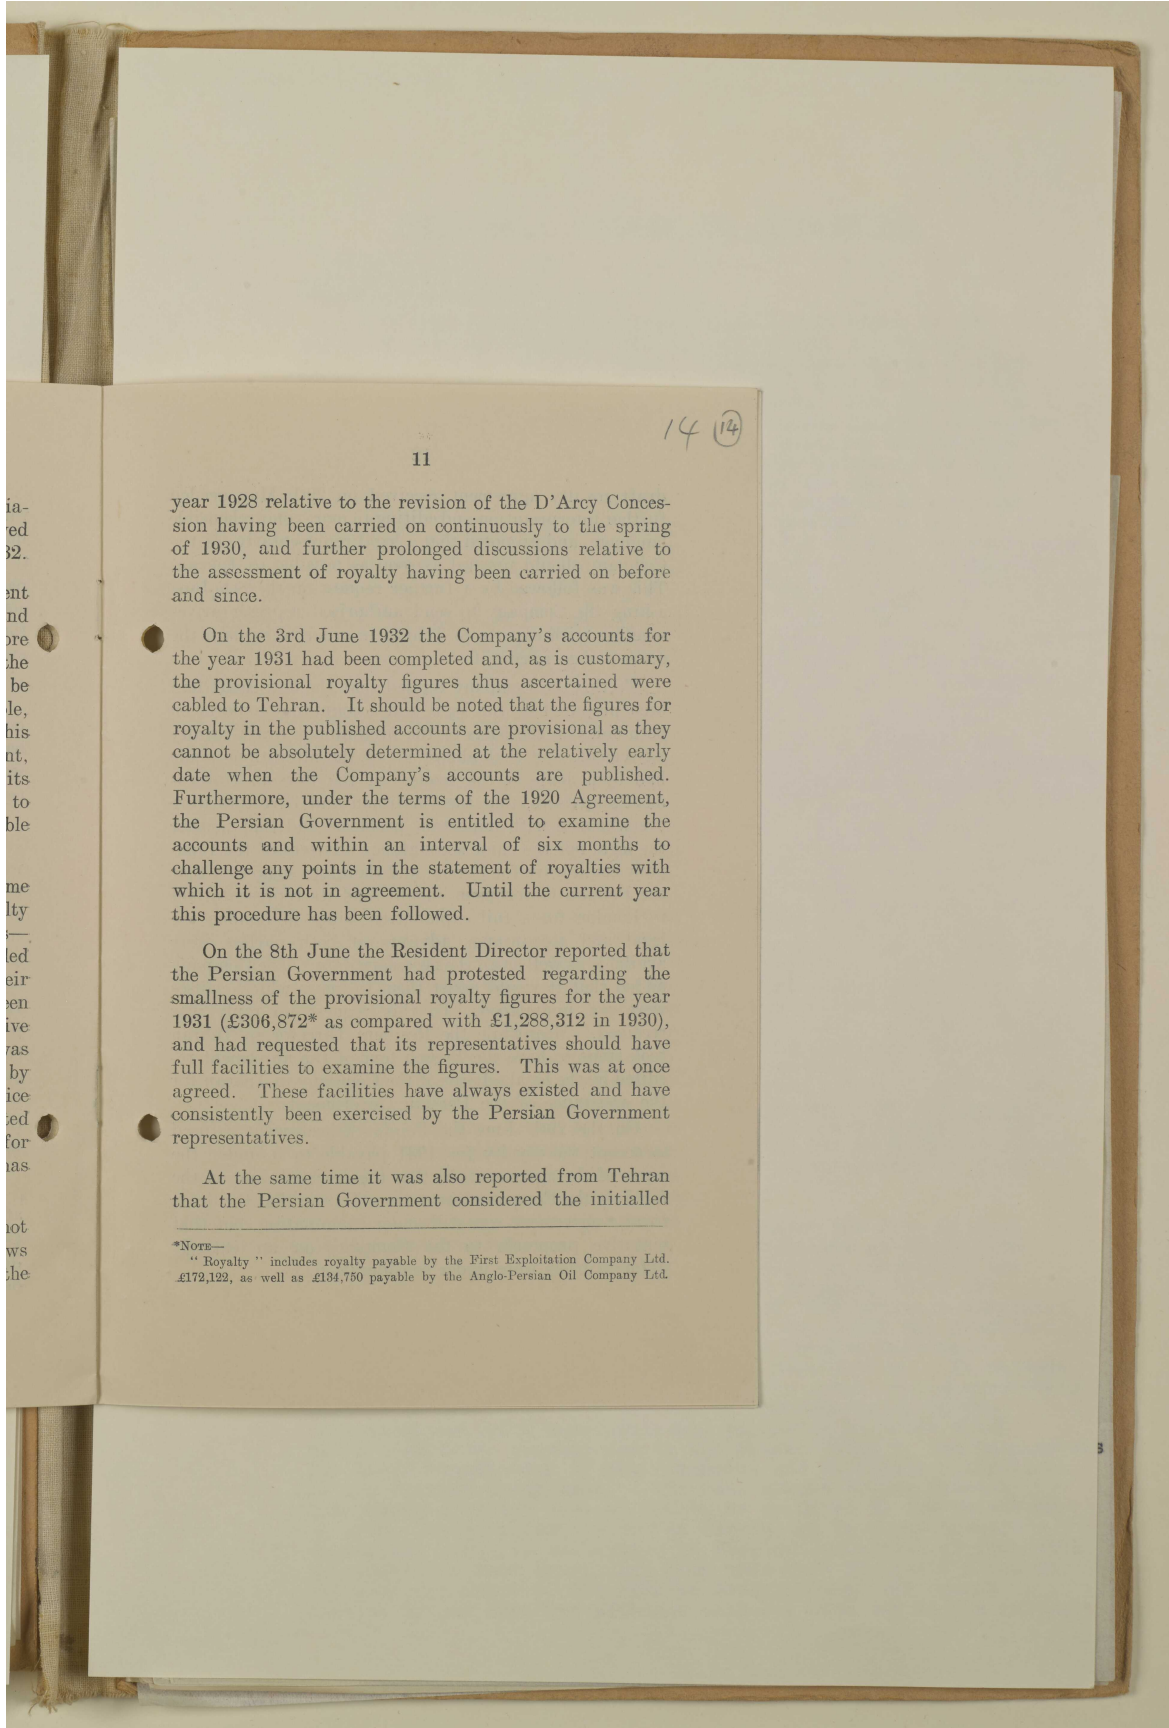 14 14
11
year 1928 relative to the revision of the D'Arcy Conces-
sion having been carried on continuously to the spring
of 1930, and further prolonged discussions relative to
the assessment of royalty having been carried on before
and since.
On the 3rd June 1932 the Company's accounts for
the year 1931 had been completed and, as is customary,
the provisional royalty figures thus ascertained were
cabled to Tehran. It should be noted that the figures for
royalty in the published accounts are provisional as they
cannot be absolutely determined at the relatively early
date when the Company's accounts are published.
Furthermore, under the terms of the 1920 Agreement,
the Persian Government is entitled to examine the
accounts and within an interval of six months to
challenge any points in the statement of royalties with
which it is not in agreement. Until the current year
this procedure has been followed.
On the 8th June the Resident Director reported that
the Persian Government had protested regarding the
smallness of the provisional royalty figures for the year
1931 (£306,872* as compared with £1,288,312 in 1930),
and had requested that its representatives should have
full facilities to examine the figures. This was at once
agreed. These facilities have always existed and have
consistently been exercised by the Persian Government
representatives.
At the same time it was also reported from Tehran
that the Persian Government considered the initialled
*NOTE—
" Royalty " includes royalty payable by the First Exploitation Company Ltd.
£172,122, as well as £134,750 payable by the Anglo-Persian Oil Company Ltd.